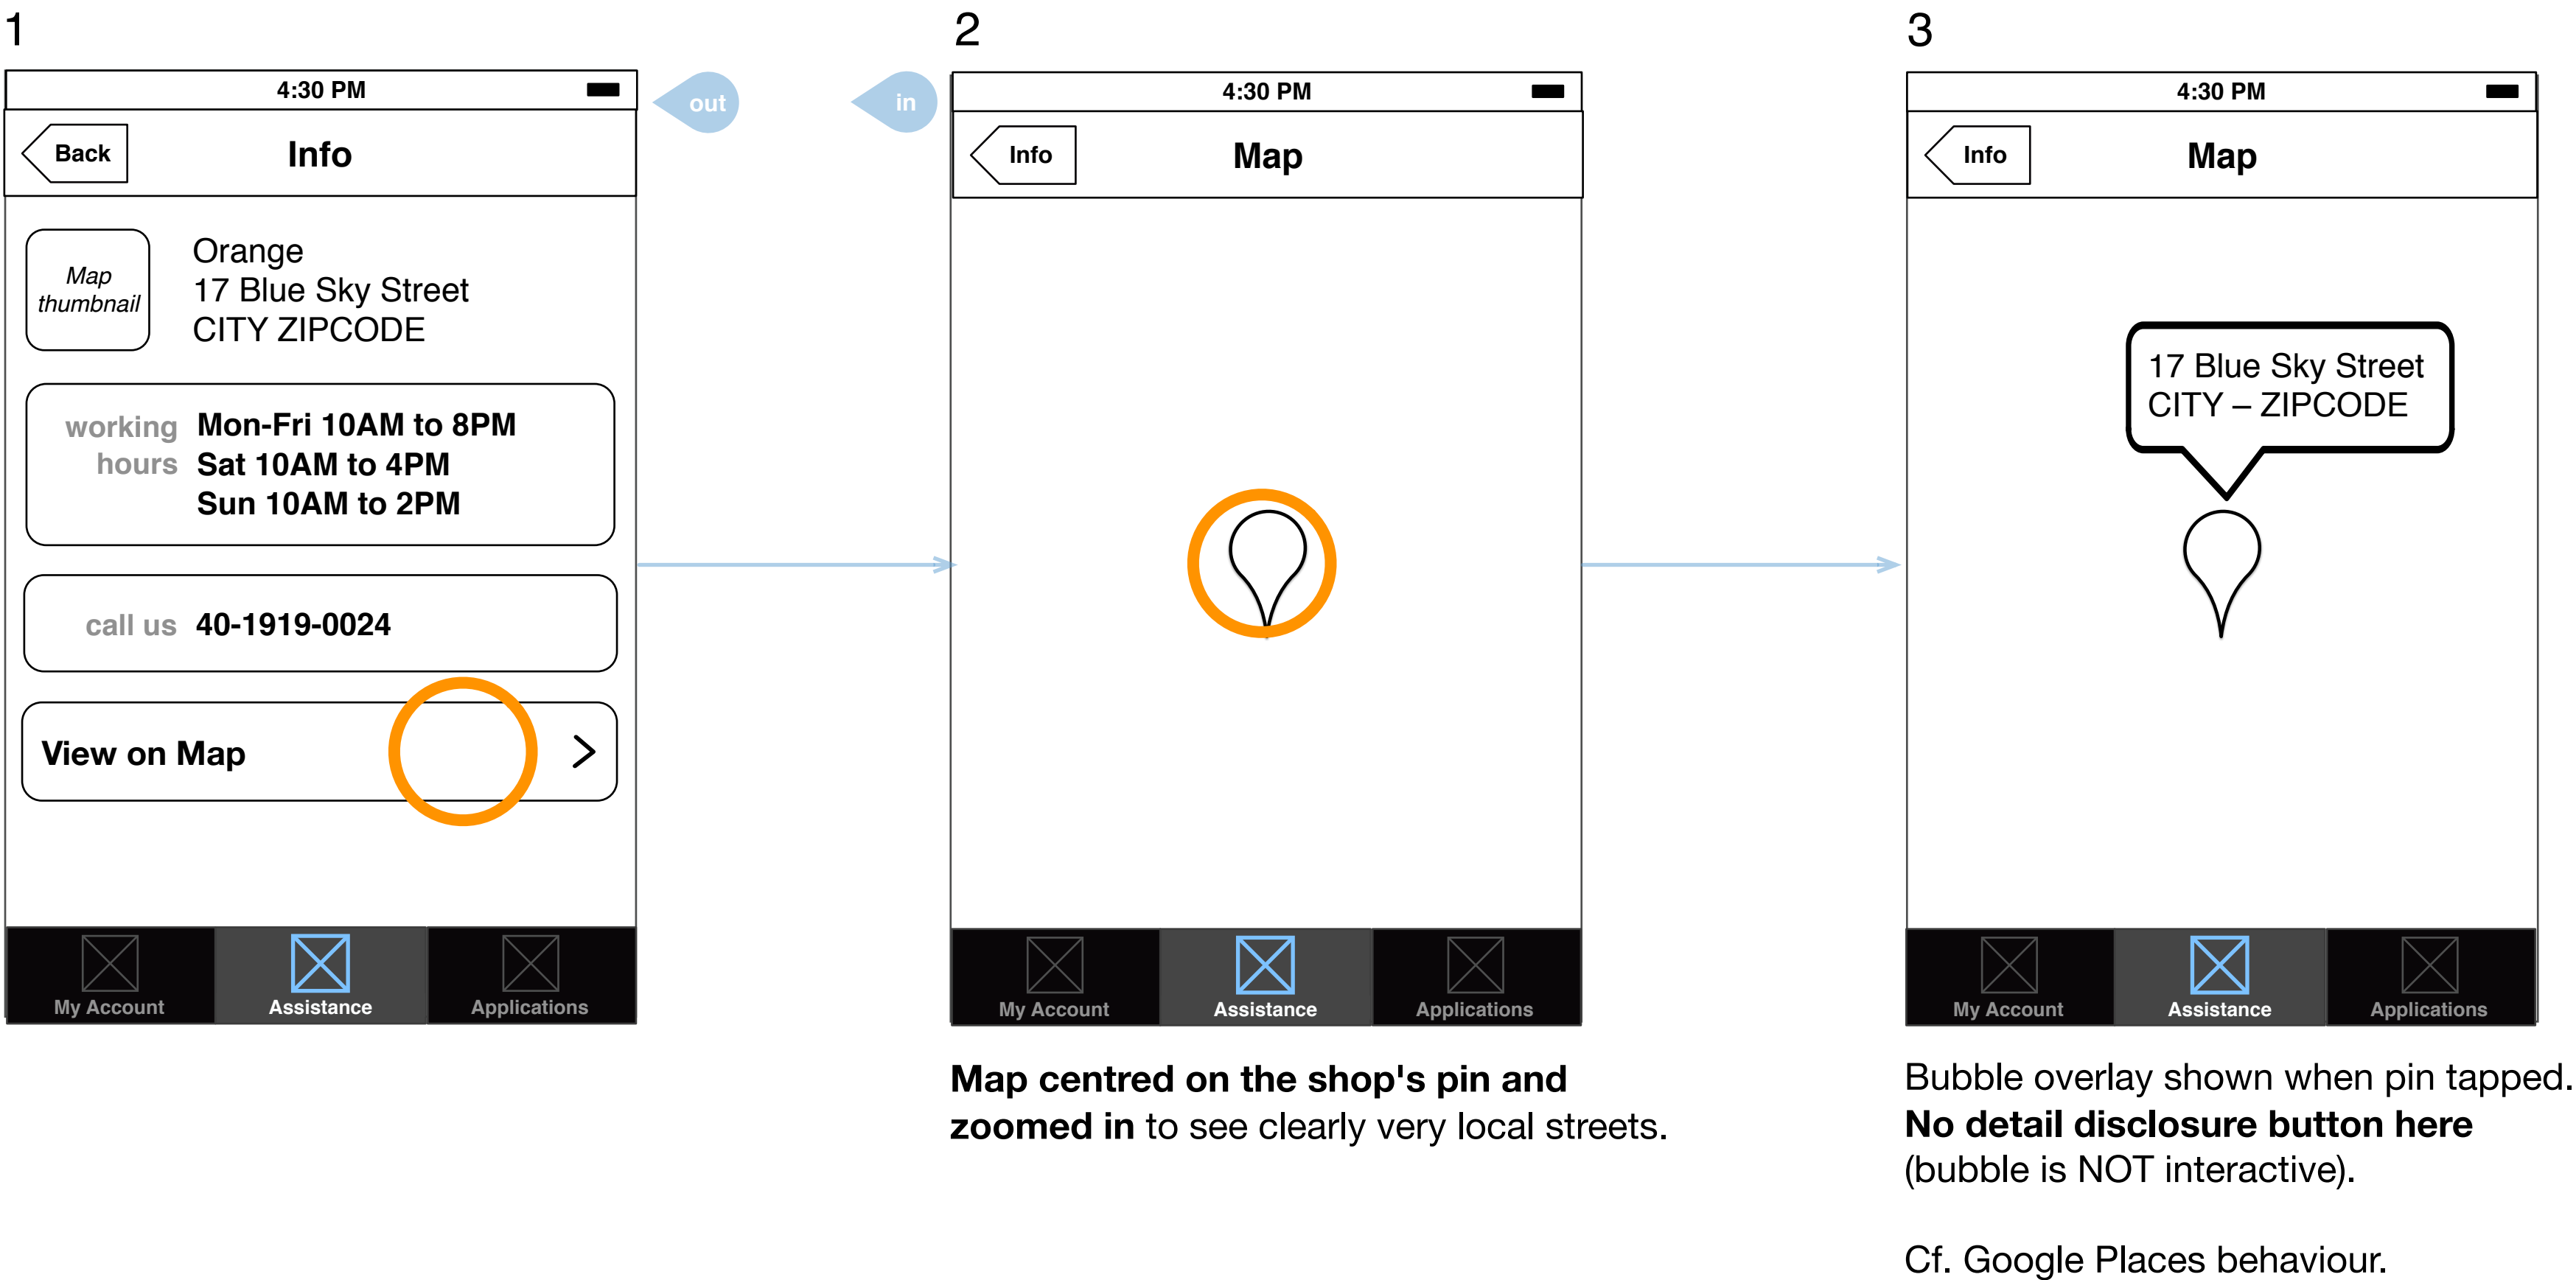 1
4:30 PM
Back
Info
Map
thumbnail
Orange
17 Blue Sky Street
CITY ZIPCODE
working
hours
Mon-Fri 10AM to 8PM
Sat 10AM to 4PM
Sun 10AM to 2PM
call us
40-1919-0024
View on Map
My Account
Assistance
Applications
out
in
2
4:30 PM
Info
Map
My Account
Assistance
Applications
Map centred on the shop's pin and
zoomed in to see clearly very local streets.
3
4:30 PM
Info
Map
17 Blue Sky Street
CITY – ZIPCODE
My Account
Assistance
Applications
Bubble overlay shown when pin tapped.
No detail disclosure button here
(bubble is NOT interactive).
Cf. Google Places behaviour.